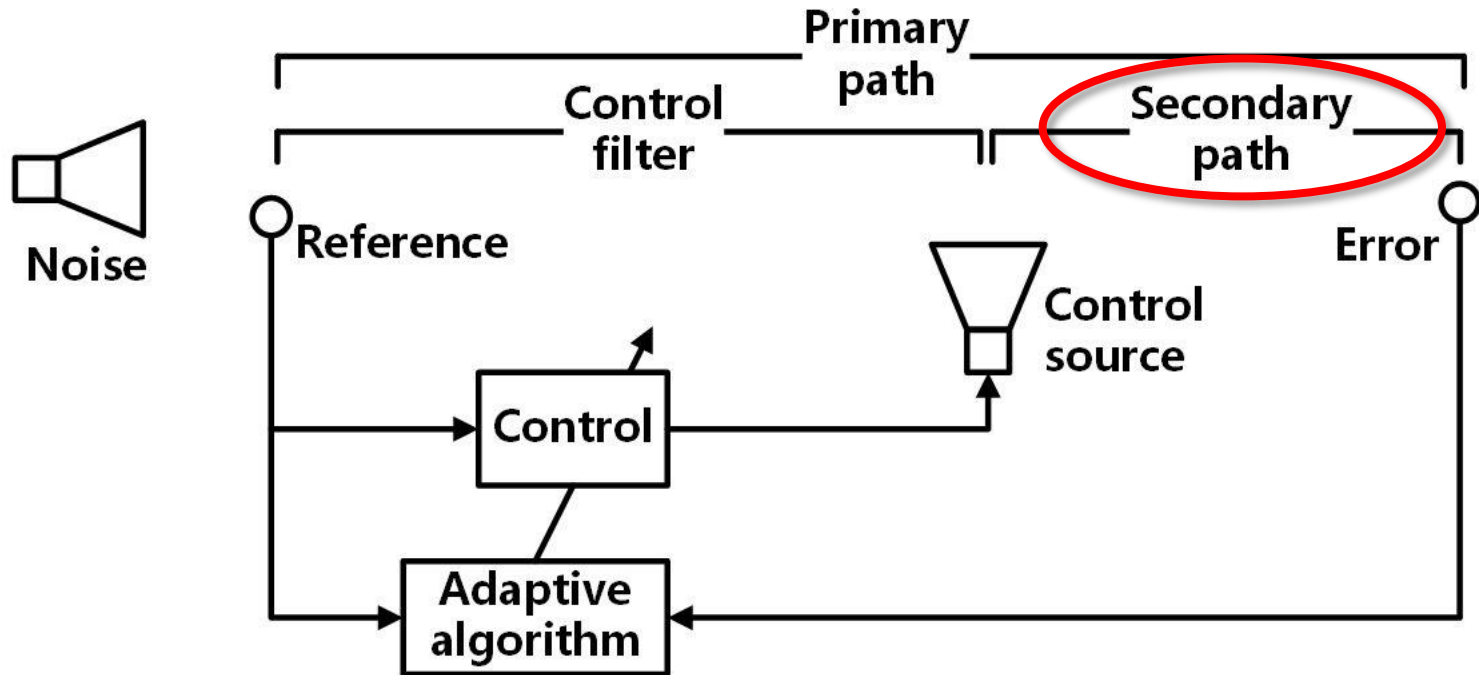 Primary
path
Control
filter
Secondary
path
Noise
Reference
Error
Control
source
Control
Adaptive
algorithm